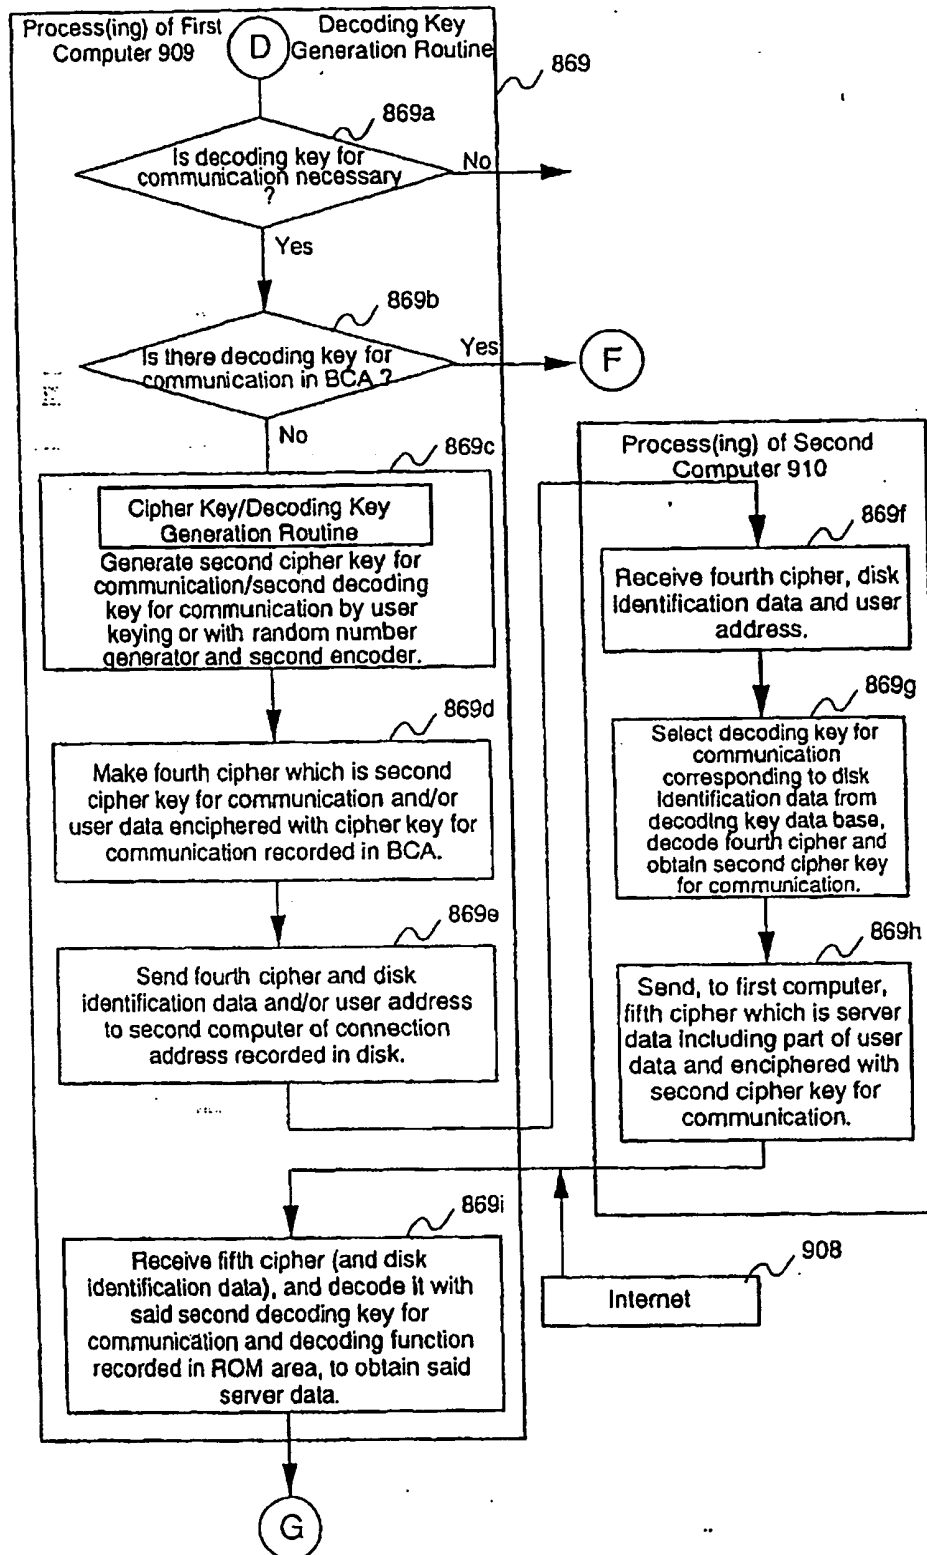 Process(ing) of First
Computer 909
D
Decoding Key
Generation Routine
869
869a
Is decoding key for
communication necessary
?
No
Yes
869b
Is there decoding key for
communication in BCA ?
Yes
F
No
869c
Cipher Key/Decoding Key
Generation Routine
Generate second cipher key for
communication/second decoding
key for communication by user
keying or with random number
generator and second encoder.
869d
Make fourth cipher which is second
cipher key for communication and/or
user data enciphered with cipher key for
communication recorded in BCA.
869e
Send fourth cipher and disk
identification data and/or user address
to second computer of connection
address recorded in disk.
Process(ing) of Second
Computer 910
869f
Receive fourth cipher, disk
identification data and user
address.
869g
Select decoding key for
communication
corresponding to disk
identification data from
decoding key data base,
decode fourth cipher and
obtain second cipher key
for communication.
869h
Send, to first computer,
fifth cipher which is server
data including part of user
data and enciphered with
second cipher key for
communication.
869i
Receive fifth cipher (and disk
identification data), and decode it with
said second decoding key for
communication and decoding function
recorded in ROM area, to obtain said
server data.
908
Internet
G